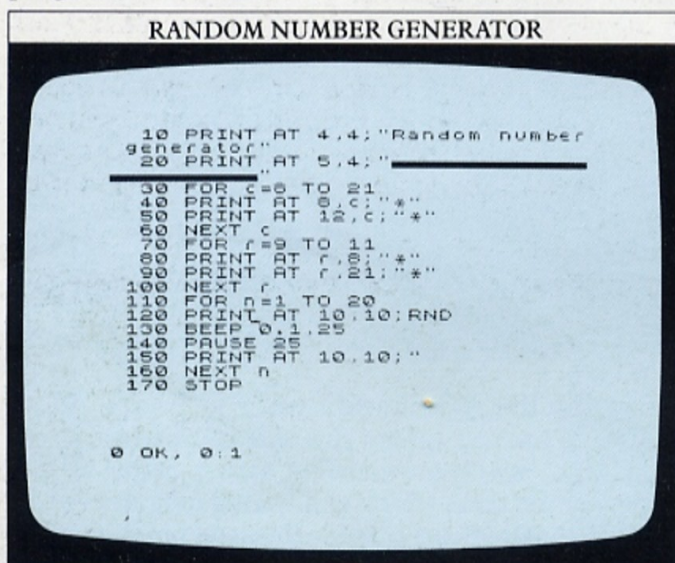 RANDOM NUMBER GENERATOR
10 PRINT AT 4,4;"Random number
generator"
20 PRINT AT 5,4;"
"
30 FOR c=8 TO 21
40 PRINT AT 8,c;"*"
50 PRINT AT 12,c;"*"
60 NEXT c
70 FOR r=9 TO 11
80 PRINT AT r,8;"*"
90 PRINT AT r,21;"*"
100 NEXT r
110 FOR n=1 TO 20
120 PRINT AT 10,10;RND
130 BEEP 0.1,25
140 PAUSE 25
150 PRINT AT 10,10;"
160 NEXT n
170 STOP
0 OK, 0:1